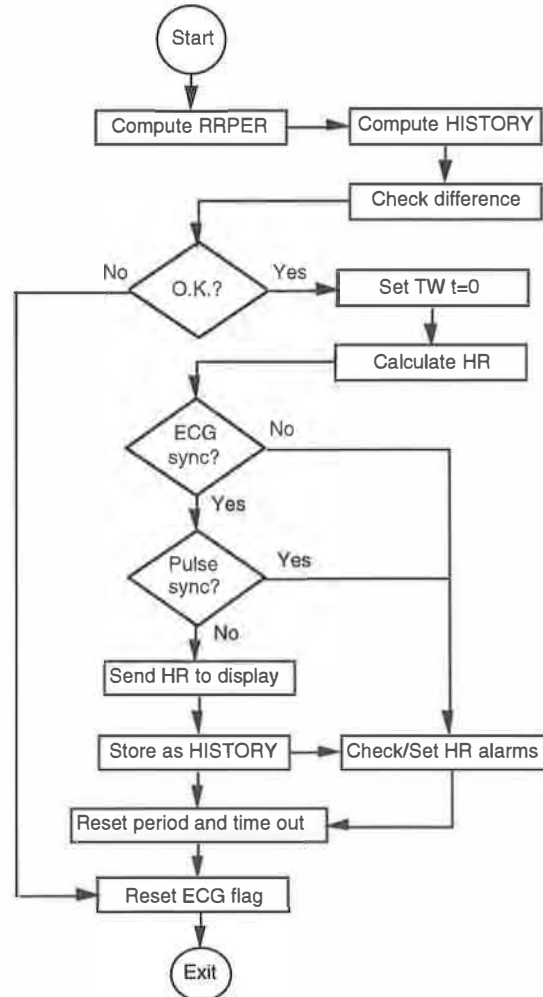 Start
Compute RRPER
Compute HISTORY
Check difference
No
O.K.?
Yes
Set TW t=0
Calculate HR
ECG
sync?
No
Yes
Pulse
sync?
Yes
No
Send HR to display
Store as HISTORY
Check/Set HR alarms
Reset period and time out
Reset ECG flag
Exit